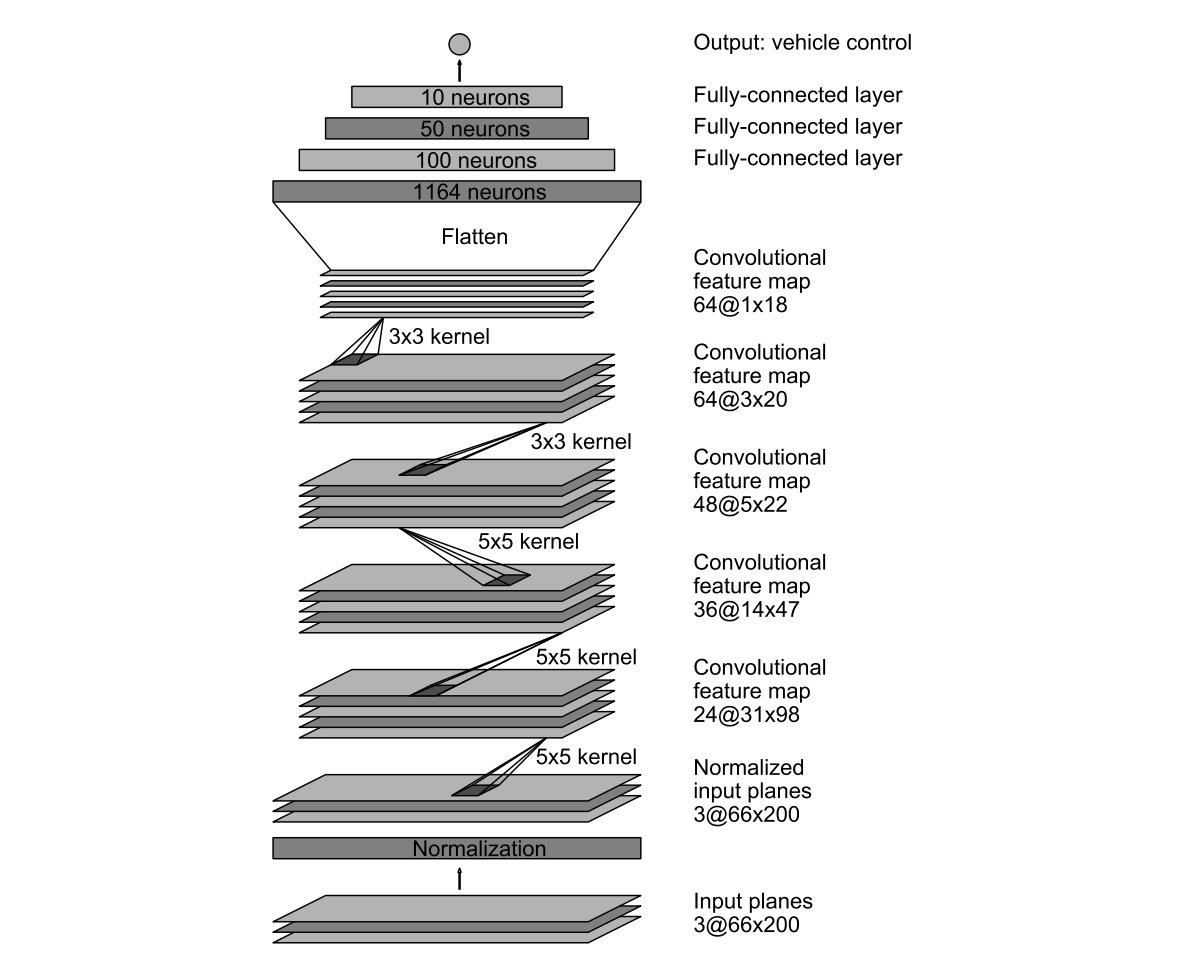 Output: vehicle control
10 neurons
Fully-connected layer
50 neurons
Fully-connected layer
100 neurons
Fully-connected layer
1164 neurons
Flatten
Convolutional
feature map
64@1x18
3x3 kernel
Convolutional
feature map
64@3x20
3x3 kernel
Convolutional
feature map
48@5x22
5x5 kernel
Convolutional
feature map
36@14x47
5x5 kernel
Convolutional
feature map
24@31x98
5x5 kernel
Normalized
input planes
3@66x200
Normalization
Input planes
3@66x200